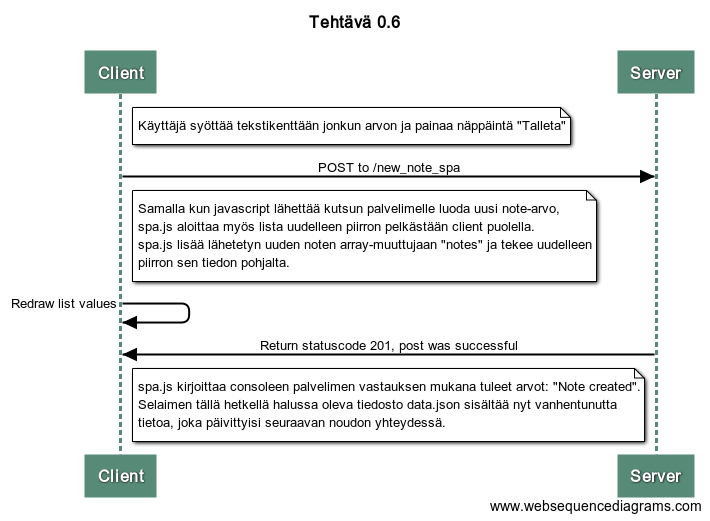 Tehtävä 0.6
Client
Server
Käyttäjä syöttää tekstikenttään jonkun arvon ja painaa näppäintä "Talleta"
POST to /new_note_spa
Samalla kun javascript lähettää kutsun palvelimelle luoda uusi note-arvo,
spa.js aloittaa myös lista uudelleen piirron pelkästään client puolella.
spa.js lisää lähetetyn uuden noten array-muuttujaan "notes" ja tekee uudelleen
piirron sen tiedon pohjalta.
Redraw list values
Return statuscode 201, post was successful
spa.js kirjoittaa consoleen palvelimen vastauksen mukana tuleet arvot: "Note created".
Selaimen tällä hetkellä halussa oleva tiedosto data.json sisältää nyt vanhentunutta
tietoa, joka päivittyisi seuraavan noudon yhteydessä.
Client
Server
www.websequencediagrams.com